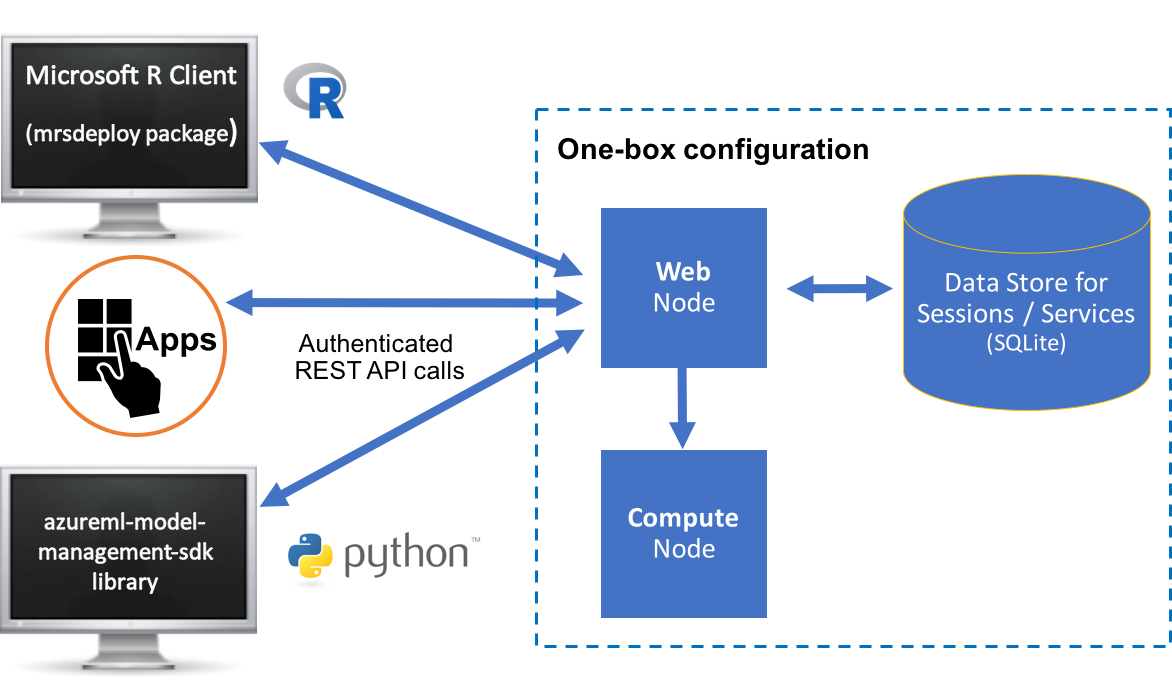 Microsoft R Client
(mrsdeploy package)
R
One-box configuration
Web
Node
Data Store for
Sessions / Services
(SQLite)
Apps
Authenticated
REST API calls
Compute
Node
azureml-model-
management-sdk
library
python™